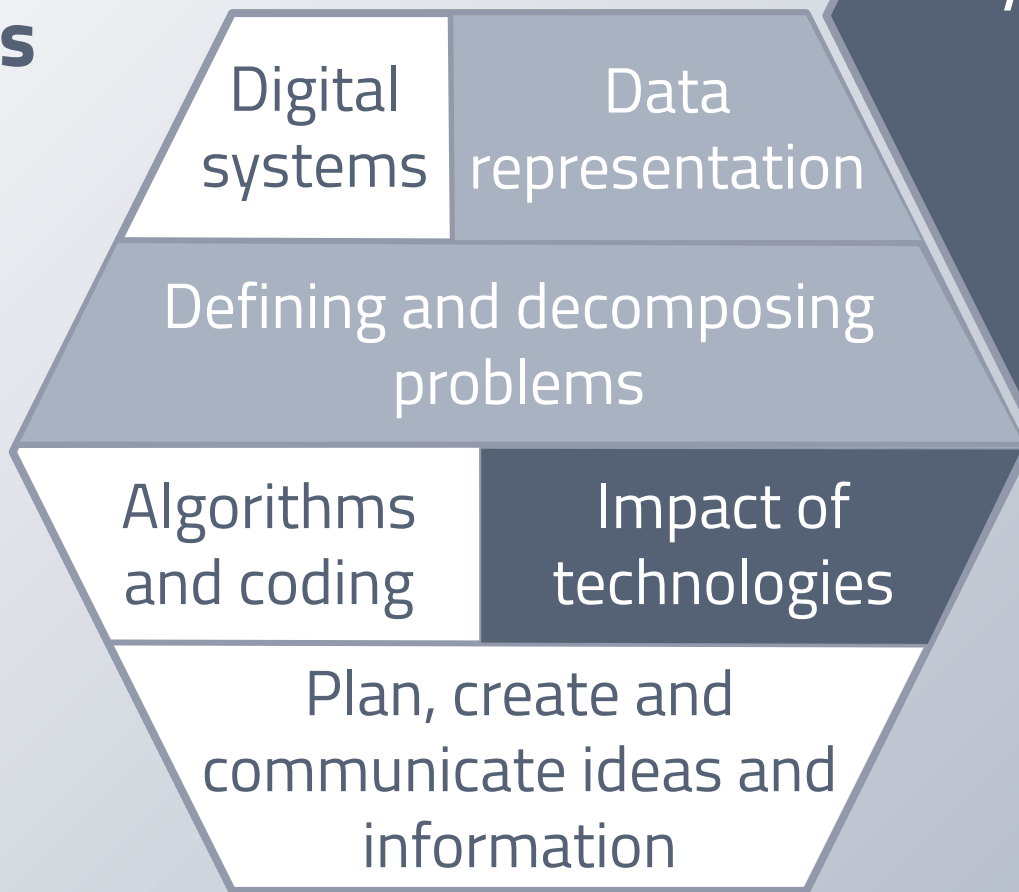 s
Digital
systems
Data
representation
Defining and decomposing
problems
Algorithms
and coding
Impact of
technologies
Plan, create and
communicate ideas and
information